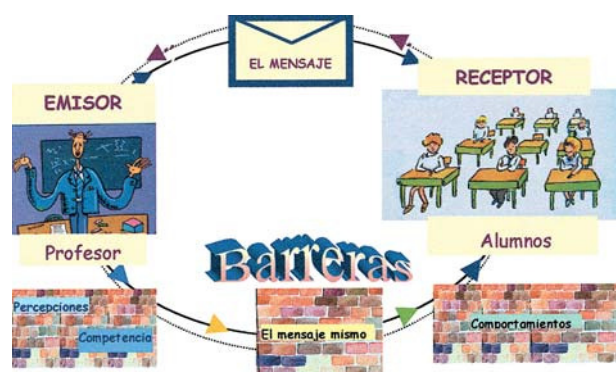 EL MENSAJE
EMISOR
RECEPTOR
Profesor
Alumnos
Barreras
Percepciones
Competencia
El mensaje mismo
Comportamientos